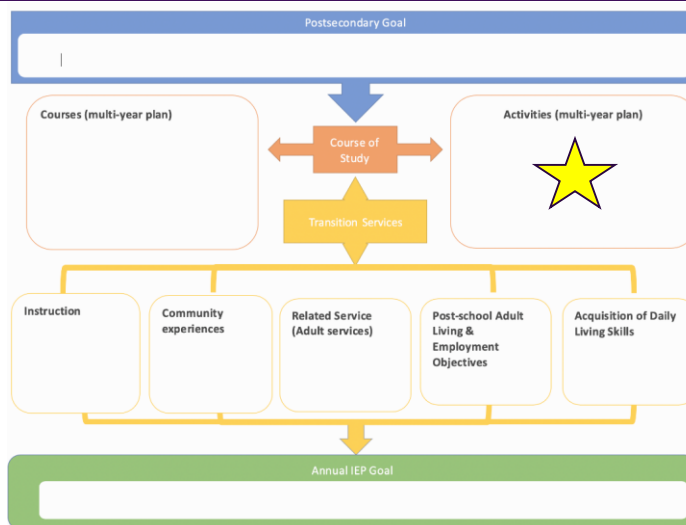 Postsecondary Goal
Courses (multi-year plan)
Activities (multi-year plan)
Course of
Study
Transition Services
Instruction
Community
experiences
Related Service
(Adult services)
Post-school Adult
Living &
Employment
Objectives
Acquisition of Daily
Living Skills
Annual IEP Goal